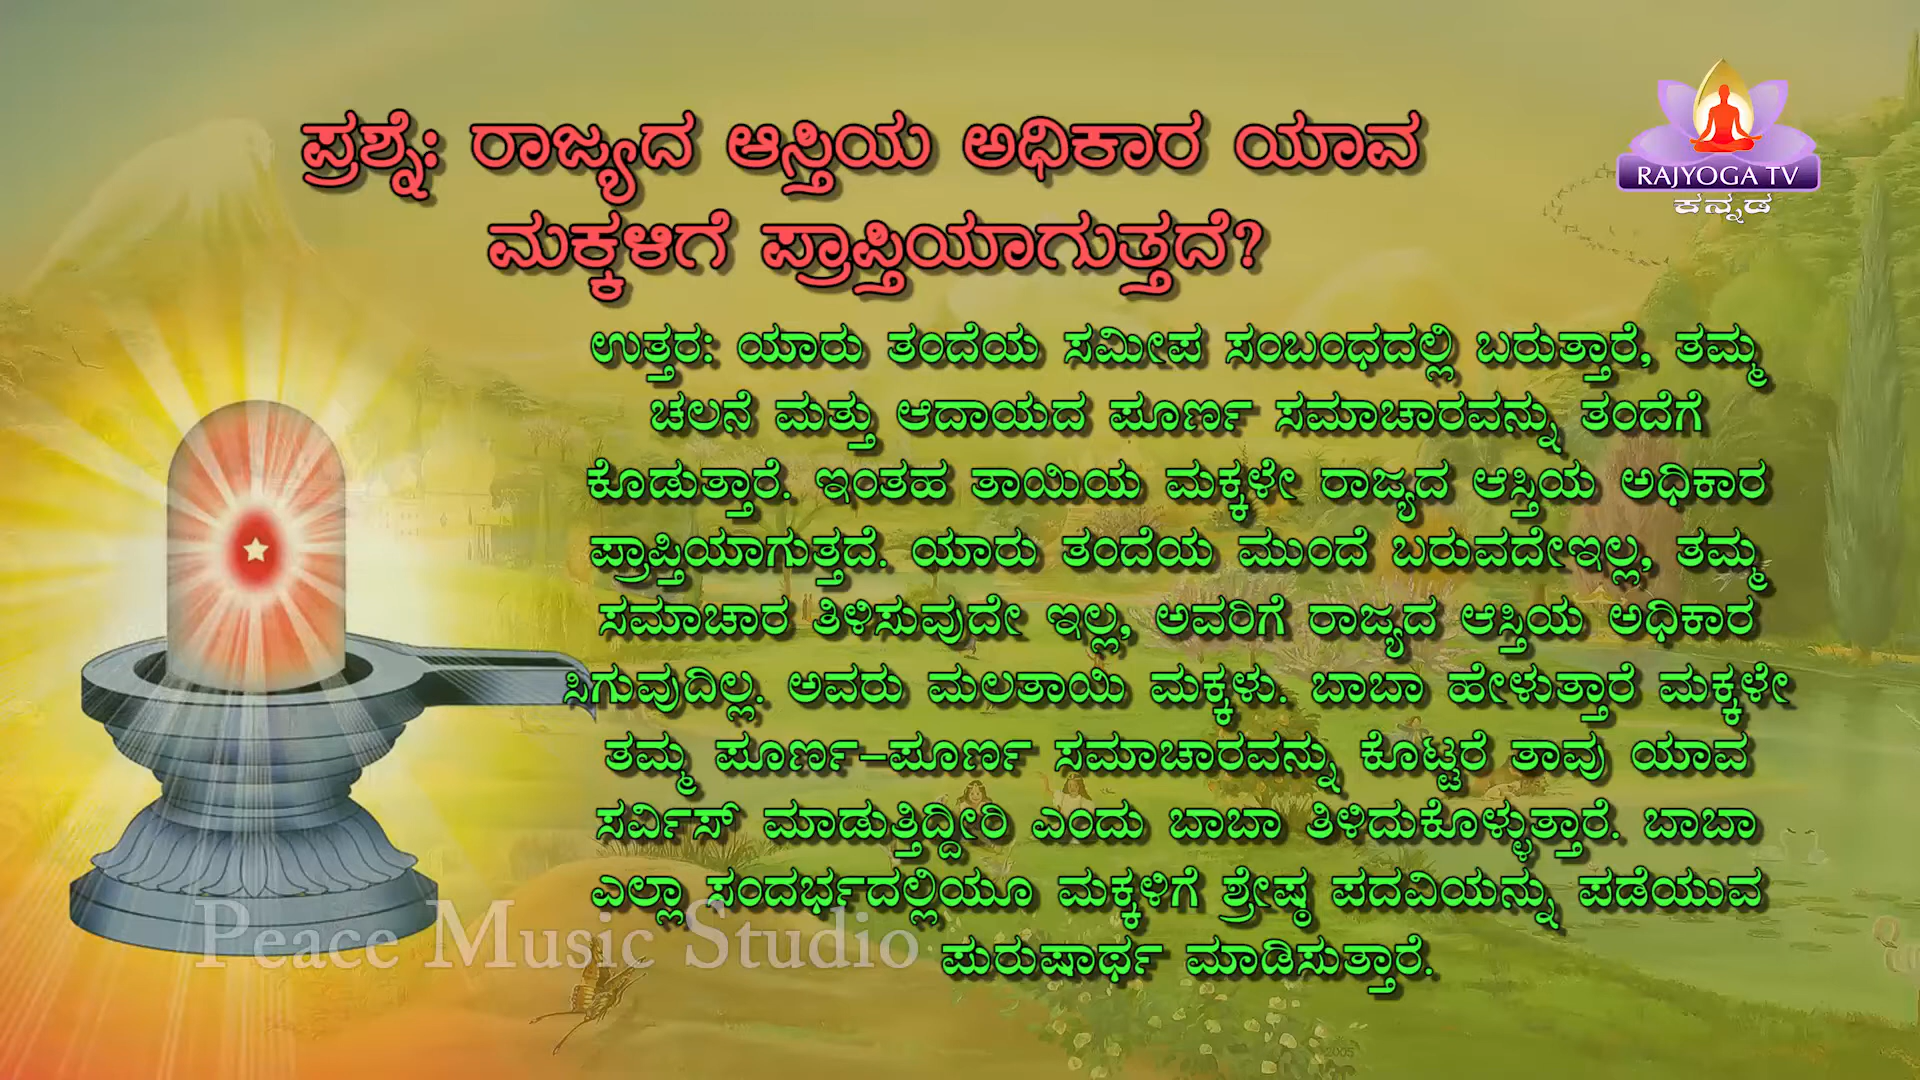 ಪ್ರಶ್ನೆ: ರಾಜ್ಯದ ಆಸ್ತಿಯ ಅಧಿಕಾರ ಯಾವ
ಮಕ್ಕಳಿಗೆ ಪ್ರಾಪ್ತಿಯಾಗುತ್ತದೆ?
RAJYOGA TV
ಕನ್ನಡ
ಉತ್ತರ: ಯಾರು ತಂದೆಯ ಸಮೀಪ ಸಂಬಂಧದಲ್ಲಿ ಬರುತ್ತಾರೆ, ತಮ್ಮ
ಚಲನೆ ಮತ್ತು ಆದಾಯದ ಪೂರ್ಣ ಸಮಾಚಾರವನ್ನು ತಂದೆಗೆ
ಕೊಡುತ್ತಾರೆ. ಇಂತಹ ತಾಯಿಯ ಮಕ್ಕಳೇ ರಾಜ್ಯದ ಆಸ್ತಿಯ ಅಧಿಕಾರ
ಪ್ರಾಪ್ತಿಯಾಗುತ್ತದೆ. ಯಾರು ತಂದೆಯ ಮುಂದೆ ಬರುವದೇಇಲ್ಲ, ತಮ್ಮ
ಸಮಾಚಾರ ತಿಳಿಸುವುದೇ ಇಲ್ಲ, ಅವರಿಗೆ ರಾಜ್ಯದ ಆಸ್ತಿಯ ಅಧಿಕಾರ
ಸಿಗುವುದಿಲ್ಲ. ಅವರು ಮಲತಾಯಿ ಮಕ್ಕಳು. ಬಾಬಾ ಹೇಳುತ್ತಾರೆ ಮಕ್ಕಳೇ
ತಮ್ಮ ಪೂರ್ಣ-ಪೂರ್ಣ ಸಮಾಚಾರವನ್ನು ಕೊಟ್ಟರೆ ತಾವು ಯಾವ
ಸರ್ವಿಸ್ ಮಾಡುತ್ತಿದ್ದೀರಿ ಎಂದು ಬಾಬಾ ತಿಳಿದುಕೊಳ್ಳುತ್ತಾರೆ. ಬಾಬಾ
ಎಲ್ಲಾ ಸಂದರ್ಭದಲ್ಲಿಯೂ ಮಕ್ಕಳಿಗೆ ಶ್ರೇಷ್ಠ ಪದವಿಯನ್ನು ಪಡೆಯುವ
ಪುರುಷಾರ್ಥ ಮಾಡಿಸುತ್ತಾರೆ.
Peace Music Studio
2005